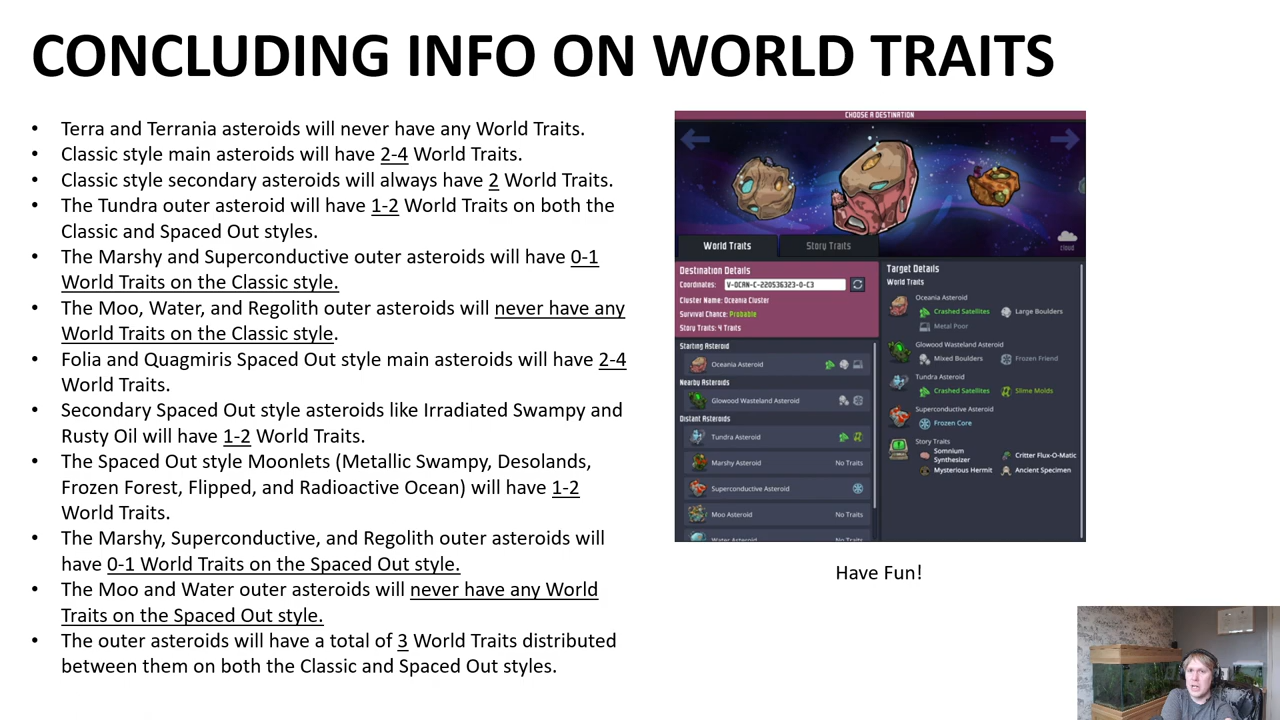 CONCLUDING INFO ON WORLD TRAITS
• Terra and Terrania asteroids will never have any World Traits.
• Classic style main asteroids will have 2-4 World Traits.
• Classic style secondary asteroids will always have 2 World Traits.
• The Tundra outer asteroid will have 1-2 World Traits on both the
Classic and Spaced Out styles.
• The Marshy and Superconductive outer asteroids will have 0-1
World Traits on the Classic style.
• The Moo, Water, and Regolith outer asteroids will never have any
World Traits on the Classic style.
• Folia and Quagmiris Spaced Out style main asteroids will have 2-4
World Traits.
• Secondary Spaced Out style asteroids like Irradiated Swampy and
Rusty Oil will have 1-2 World Traits.
• The Spaced Out style Moonlets (Metallic Swampy, Desolands,
Frozen Forest, Flipped, and Radioactive Ocean) will have 1-2
World Traits.
• The Marshy, Superconductive, and Regolith outer asteroids will
have 0-1 World Traits on the Spaced Out style.
• The Moo and Water outer asteroids will never have any World
Traits on the Spaced Out style.
• The outer asteroids will have a total of 3 World Traits distributed
between them on both the Classic and Spaced Out styles.
CHOOSE A DESTINATION
cloud
World Traits
Story Traits
Destination Details
Coordinates: V-OCAN-C-220536323-0-C3
Cluster Name: Oceania Cluster
Survival Chance: Probable
Story Traits: 4 Traits
Starting Asteroid
Oceania Asteroid
Nearby Asteroids
Glowood Wasteland Asteroid
Distant Asteroids
Tundra Asteroid
Marshy Asteroid No Traits
Superconductive Asteroid
Moo Asteroid No Traits
Water Asteroid No Traits
Target Details
World Traits
Oceania Asteroid
Crashed Satellites Large Boulders
Metal Poor
Glowood Wasteland Asteroid
Mixed Boulders Frozen Friend
Tundra Asteroid
Crashed Satellites Slime Molds
Superconductive Asteroid
Frozen Core
Story Traits
Somnium
Synthesizer
Critter Flux-O-Matic
Mysterious Hermit Ancient Specimen
Have Fun!